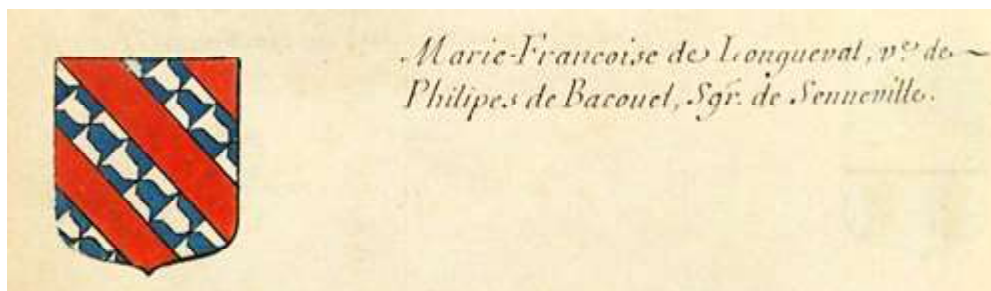 Marie-Francoise de Longueval, v.e de
Philipes de Bacouel, Sgr. de Senneville.